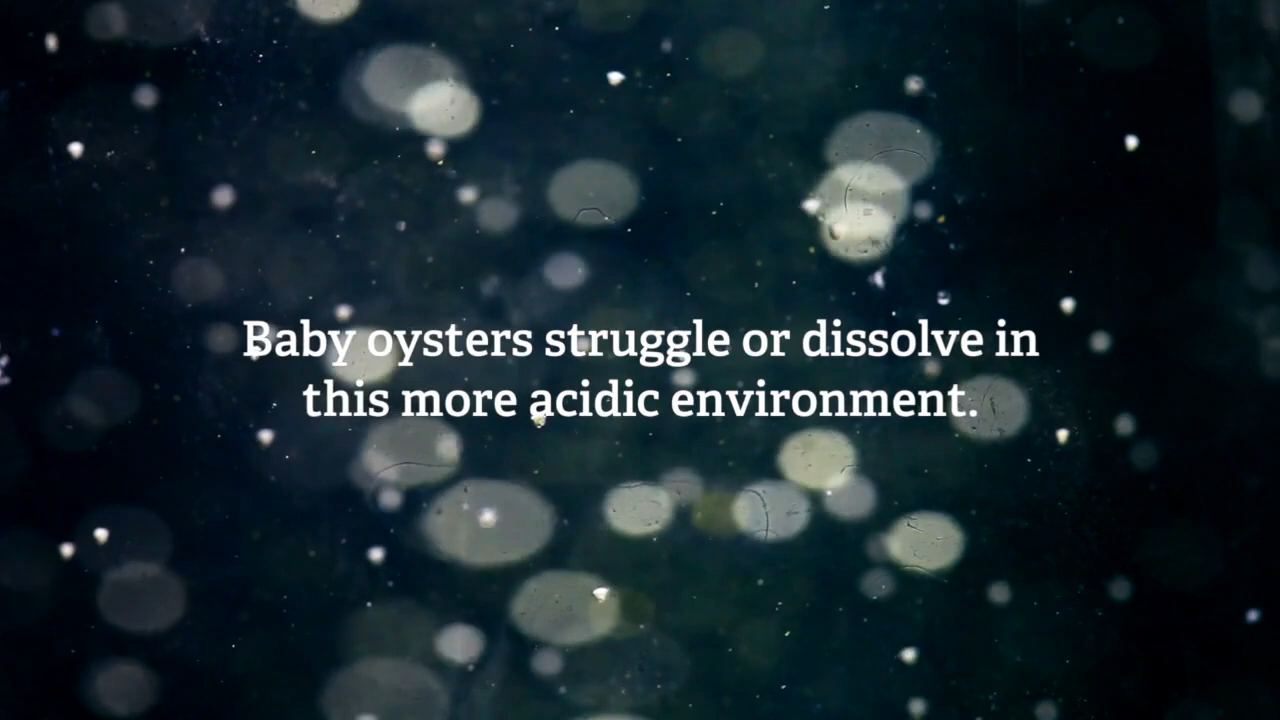 Baby oysters struggle or dissolve in
this more acidic environment.